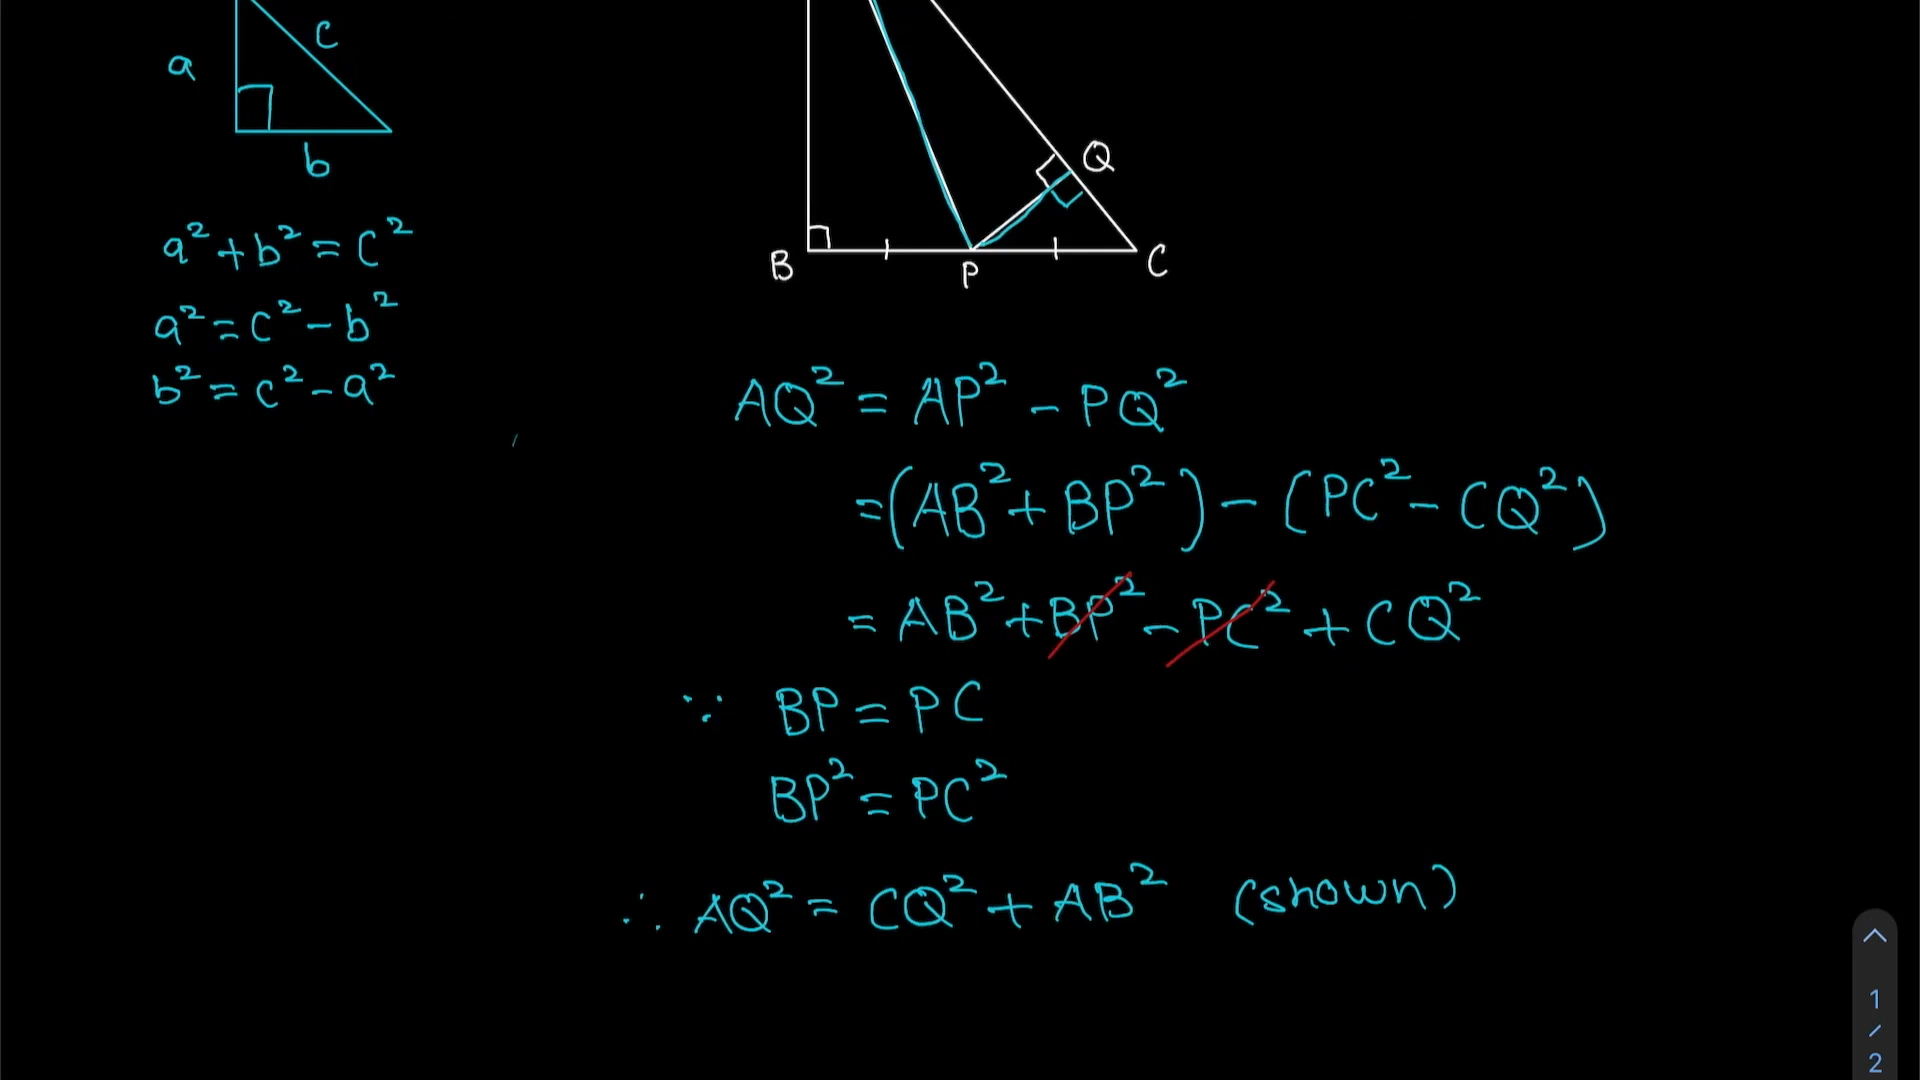 c
a
b
a² + b² = c²
a² = c² - b²
b² = c² - a²
Q
B
P
C
AQ² = AP² - PQ²
= (AB² + BP²) - (PC² - CQ²)
= AB² + BP² - PC² + CQ²
∵ BP = PC
BP² = PC²
∴ AQ² = CQ² + AB² (shown)
1
/
2